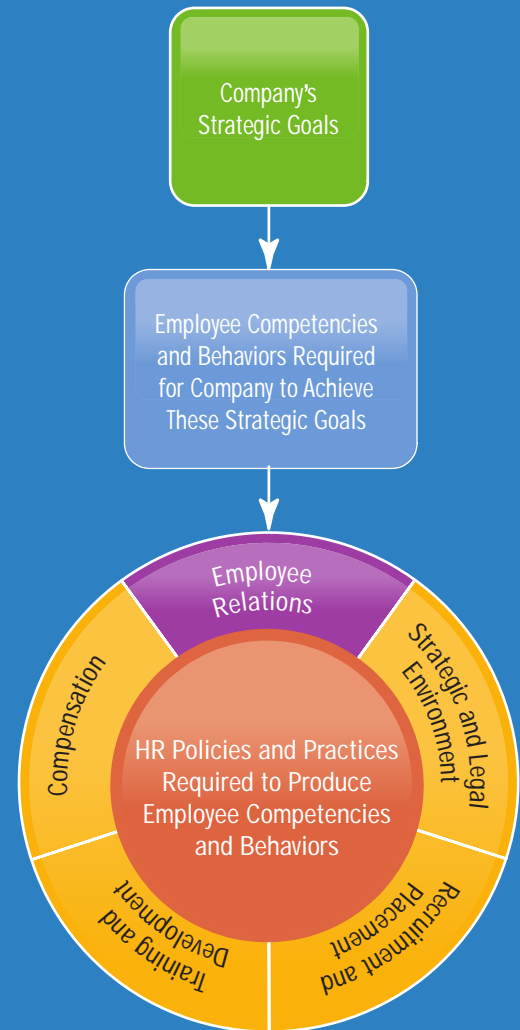 Company's
Strategic Goals
Employee Competencies
and Behaviors Required
for Company to Achieve
These Strategic Goals
Employee
Relations
Strategic and Legal
Environment
Recruitment and
Placement
Training and
Development
Compensation
HR Policies and Practices
Required to Produce
Employee Competencies
and Behaviors